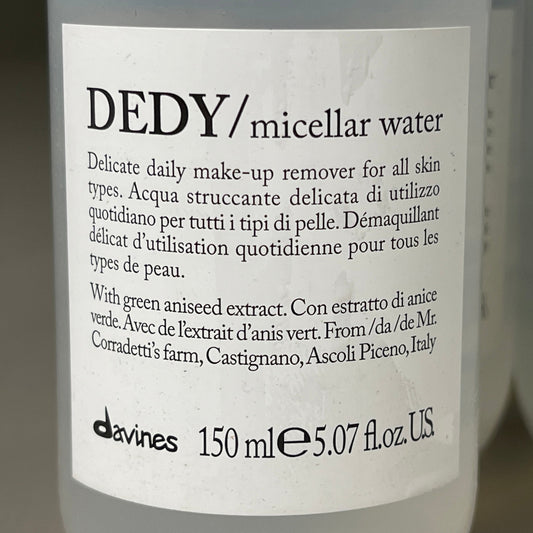 DEDY/micellar water
Delicate daily make-up remover for all skin
types. Acqua struccante delicata di utilizzo
quotidiano per tutti i tipi di pelle. Démaquillant
délicat d'utilisation quotidienne pour tous les
types de peau.
With green aniseed extract. Con estratto di anice
verde. Avec de l'extrait d'anis vert. From /da /de Mr.
Corradetti's farm, Castignano, Ascoli Piceno, Italy
davines 150 ml ℮ 5.07 fl.oz. U.S.